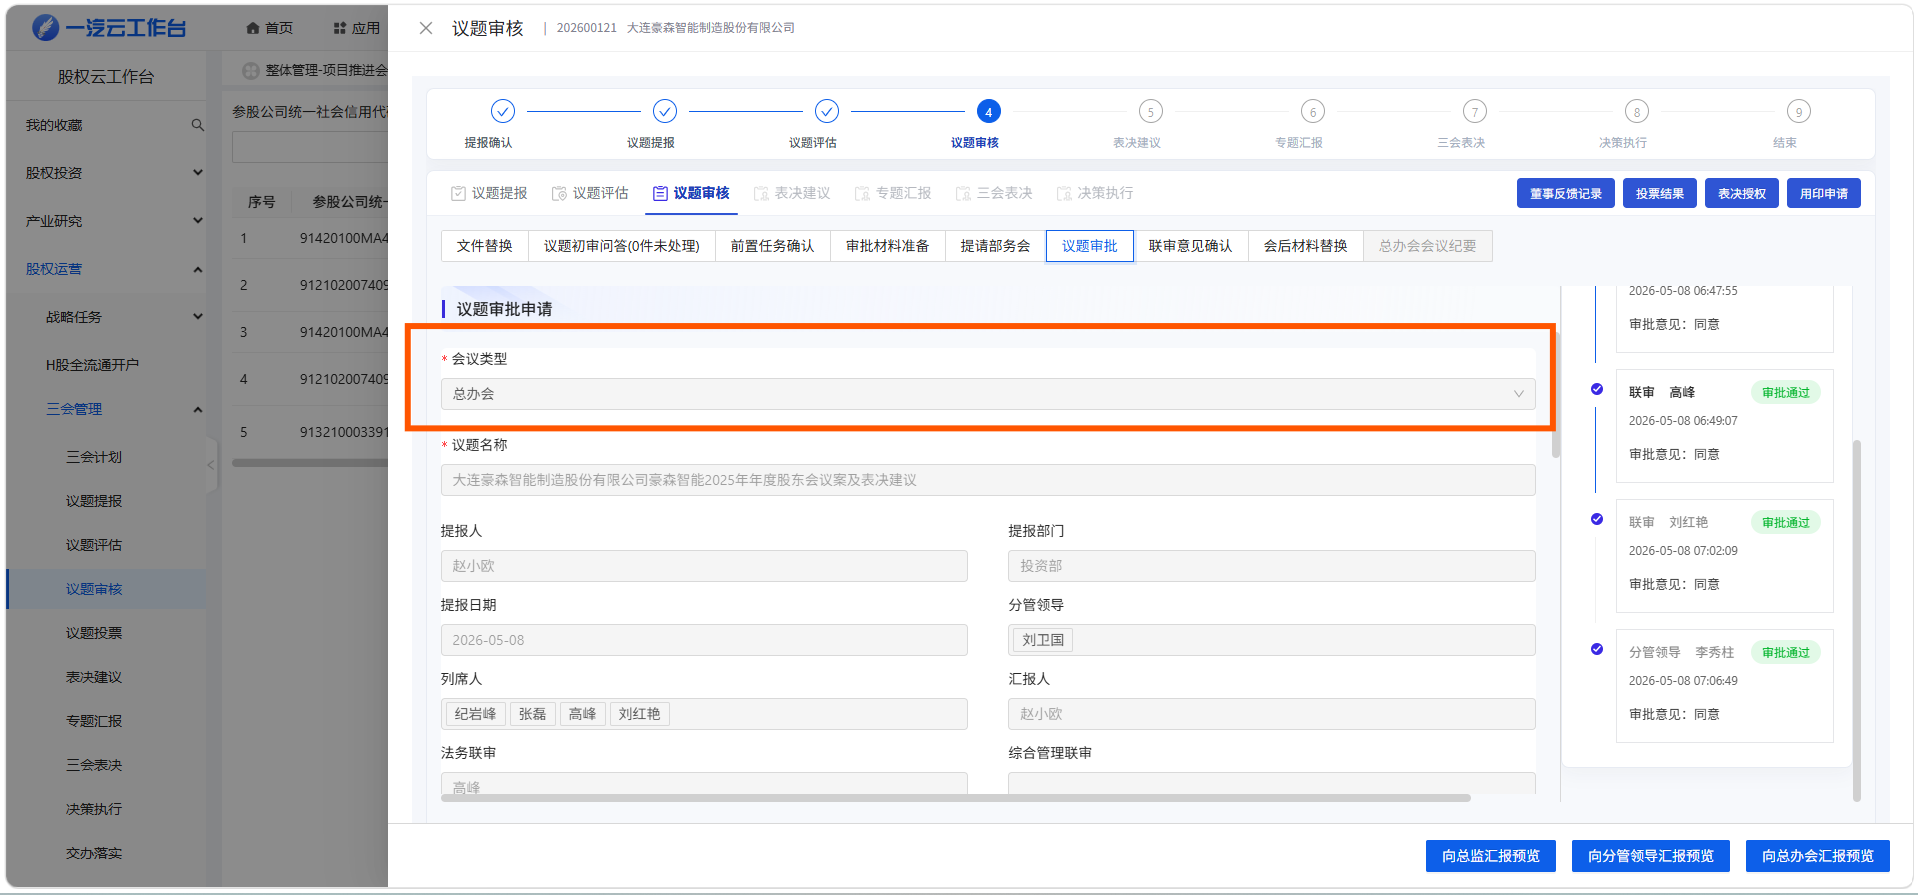 一汽云工作台
首页
应用
股权云工作台
我的收藏
股权投资
产业研究
股权运营
战略任务
H股全流通开户
三会管理
三会计划
议题提报
议题评估
议题审核
议题投票
表决建议
专题汇报
三会表决
决策执行
交办落实
整体管理-项目推进会
参股公司统一社会信用代
序号 参股公司统一
1 91420100MA4
2 912102007409
3 91420100MA4
4 912102007409
5 913210003391
议题审核 | 202600121 大连豪森智能制造股份有限公司
4 5 6 7 8 9
提报确认 议题提报 议题评估 议题审核 表决建议 专题汇报 三会表决 决策执行 结束
议题提报 议题评估 议题审核 表决建议 专题汇报 三会表决 决策执行
董事反馈记录 投票结果 表决授权 用印申请
文件替换 议题初审问答(0件未处理) 前置任务确认 审批材料准备 提请部务会 议题审批 联审意见确认 会后材料替换 总办会会议纪要
议题审批申请
* 会议类型
总办会
* 议题名称
大连豪森智能制造股份有限公司豪森智能2025年年度股东会议案及表决建议
提报人 提报部门
赵小欧 投资部
提报日期 分管领导
2026-05-08 刘卫国
列席人 汇报人
纪岩峰 张磊 高峰 刘红艳 赵小欧
法务联审 综合管理联审
高峰
2026-05-08 06:47:55
审批意见：同意
联审 高峰 审批通过
2026-05-08 06:49:07
审批意见：同意
联审 刘红艳 审批通过
2026-05-08 07:02:09
审批意见：同意
分管领导 李秀柱 审批通过
2026-05-08 07:06:49
审批意见：同意
向总监汇报预览 向分管领导汇报预览 向总办会汇报预览